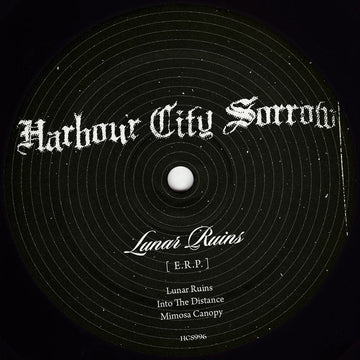 Harbour City Sorrow
Lunar Ruins
[ E.R.P. ]
Lunar Ruins
Into The Distance
Mimosa Canopy
HCS996